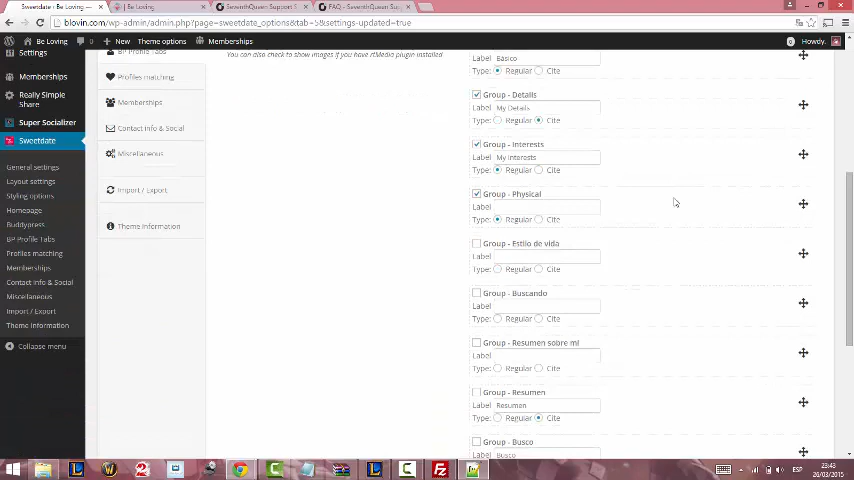 Sweetdate ‹ Be Loving —
Be Loving
SeventhQueen Support S
FAQ - SeventhQueen Sup
blovin.com/wp-admin/admin.php?page=sweetdate_options&tab=5&settings-updated=true
Be Loving
0
New
Theme options
Memberships
0
Howdy,
Settings
Memberships
Really Simple
Share
Super Socializer
Sweetdate
General settings
Layout settings
Styling options
Homepage
Buddypress
BP Profile Tabs
Profiles matching
Memberships
Contact info & Social
Miscellaneous
Import / Export
Theme Information
Collapse menu
BP Profile Tabs
Profiles matching
Memberships
Contact info & Social
Miscellaneous
Import / Export
Theme Information
You can also check to show images if you have rtMedia plugin installed
Label Básico
Type: Regular Cite
Group - Details
Label My Details
Type: Regular Cite
Group - Interests
Label My Interests
Type: Regular Cite
Group - Physical
Label
Type: Regular Cite
Group - Estilo de vida
Label
Type: Regular Cite
Group - Buscando
Label
Type: Regular Cite
Group - Resumen sobre mí
Label
Type: Regular Cite
Group - Resumen
Label Resumen
Type: Regular Cite
Group - Busco
Label Busco
ESP
23:43
26/03/2015